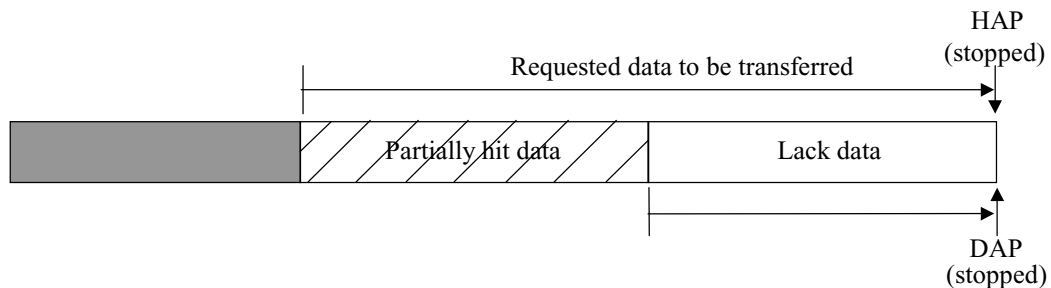 HAP
(stopped)
Requested data to be transferred
Partially hit data
Lack data
DAP
(stopped)